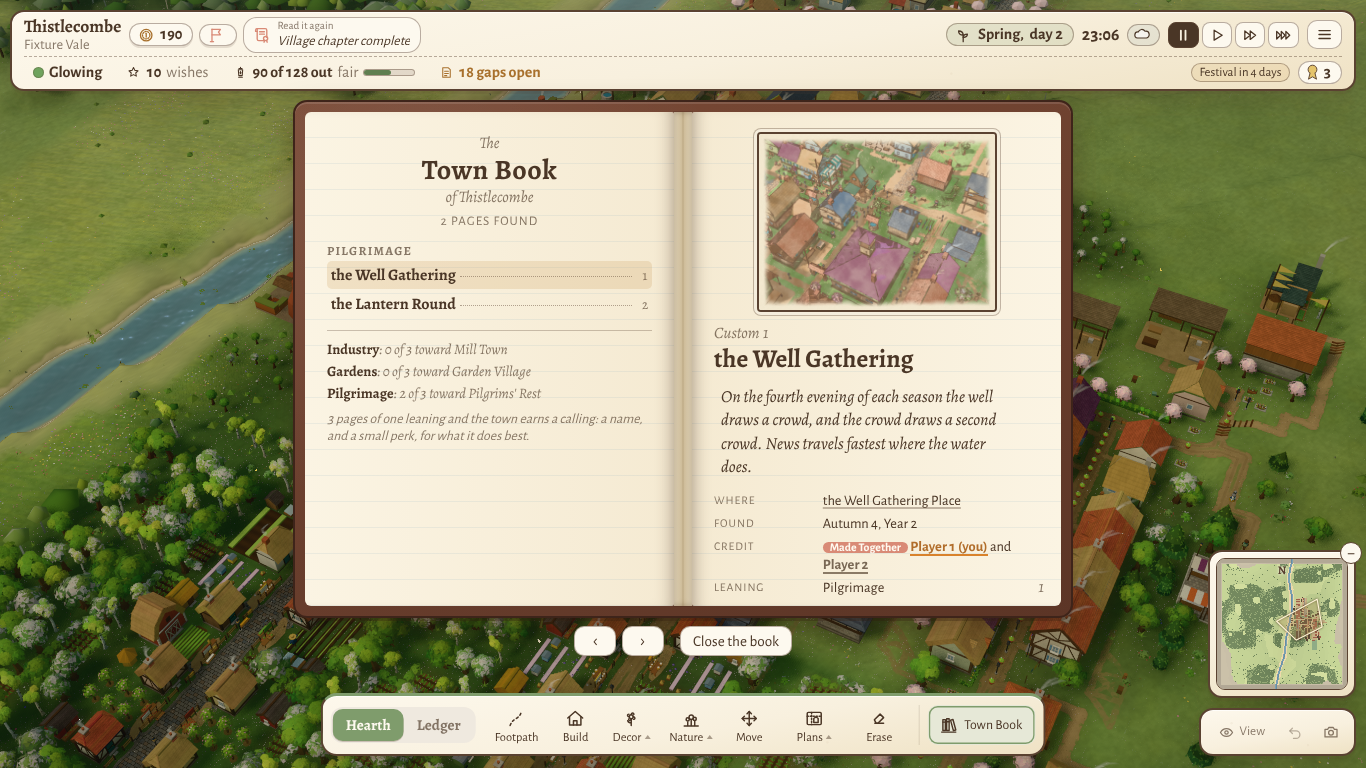 Thistlecombe
Fixture Vale
190
Read it again
Village chapter complete
Spring, day 2
23:06
Glowing
10 wishes
90 of 128 out fair
18 gaps open
Festival in 4 days
3
The
Town Book
of Thistlecombe
2 PAGES FOUND
PILGRIMAGE
the Well Gathering 1
the Lantern Round 2
Industry: 0 of 3 toward Mill Town
Gardens: 0 of 3 toward Garden Village
Pilgrimage: 2 of 3 toward Pilgrims' Rest
3 pages of one leaning and the town earns a calling: a name,
and a small perk, for what it does best.
Custom 1
the Well Gathering
On the fourth evening of each season the well
draws a crowd, and the crowd draws a second
crowd. News travels fastest where the water
does.
WHERE the Well Gathering Place
FOUND Autumn 4, Year 2
CREDIT Made Together Player 1 (you) and
Player 2
LEANING Pilgrimage
1
‹ › Close the book
N
Hearth
Ledger
Footpath
Build
Decor
Nature
Move
Plans
Erase
Town Book
View